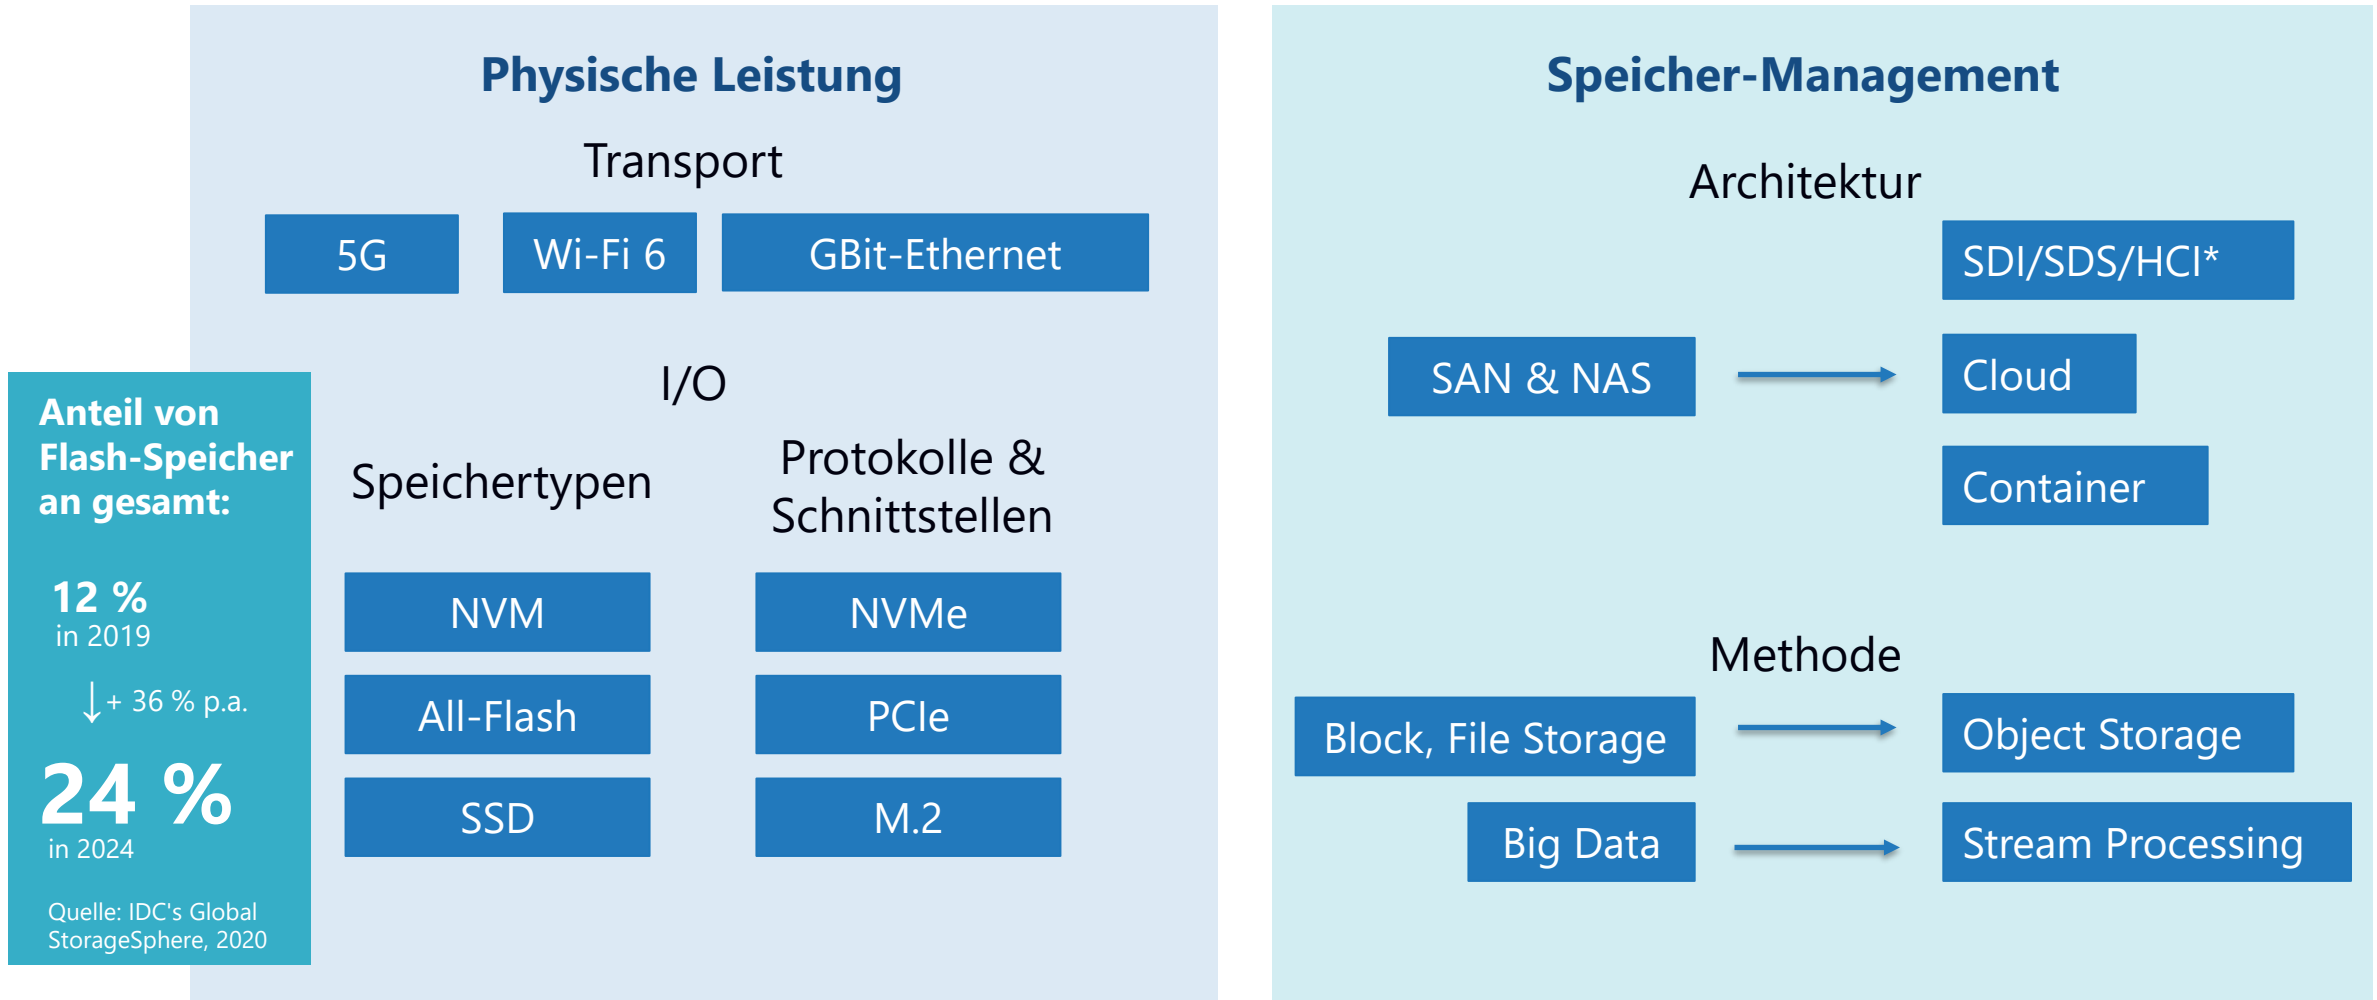 Physische Leistung
Transport
5G
Wi-Fi 6
GBit-Ethernet
I/O
Speichertypen
Protokolle &
Schnittstellen
NVM
NVMe
All-Flash
PCIe
SSD
M.2
Anteil von
Flash-Speicher
an gesamt:
12 %
in 2019
↓+ 36 % p.a.
24 %
in 2024
Quelle: IDC's Global
StorageSphere, 2020
Speicher-Management
Architektur
SAN & NAS
SDI/SDS/HCI*
Cloud
Container
Methode
Block, File Storage
Object Storage
Big Data
Stream Processing